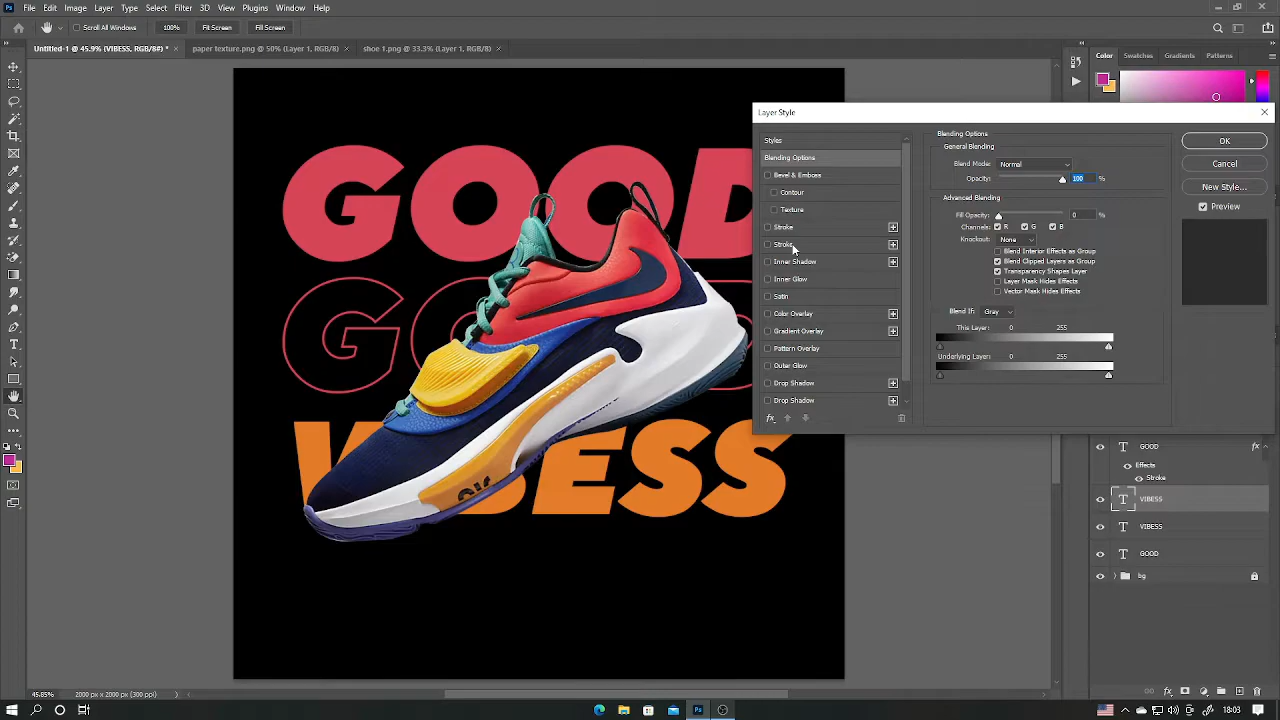 File Edit Image Layer Type Select Filter 3D View Plugins Window Help
Scroll All Windows 100% Fit Screen Fill Screen
Untitled-1 @ 45.9% (VIBESS, RGB/8#) * × paper texture.png @ 50% (Layer 1, RGB/8) × shoe 1.png @ 33.3% (Layer 1, RGB/8) ×
Color Swatches Gradients Patterns
Layer Style
Styles
Blending Options
Bevel & Emboss
Contour
Texture
Stroke
Stroke
Inner Shadow
Inner Glow
Satin
Color Overlay
Gradient Overlay
Pattern Overlay
Outer Glow
Drop Shadow
Drop Shadow
fx
Blending Options
General Blending
Blend Mode: Normal
Opacity: 100 %
Advanced Blending
Fill Opacity: 0 %
Channels: R G B
Knockout: None
Blend Interior Effects as Group
Blend Clipped Layers as Group
Transparency Shapes Layer
Layer Mask Hides Effects
Vector Mask Hides Effects
Blend If: Gray
This Layer: 0 255
Underlying Layer: 0 255
OK
Cancel
New Style...
Preview
GOOD
VIBESS
GOOD fx
Effects
Stroke
VIBESS
VIBESS
GOOD
bg
45.85% 2000 px x 2000 px (300 ppi)
18:03